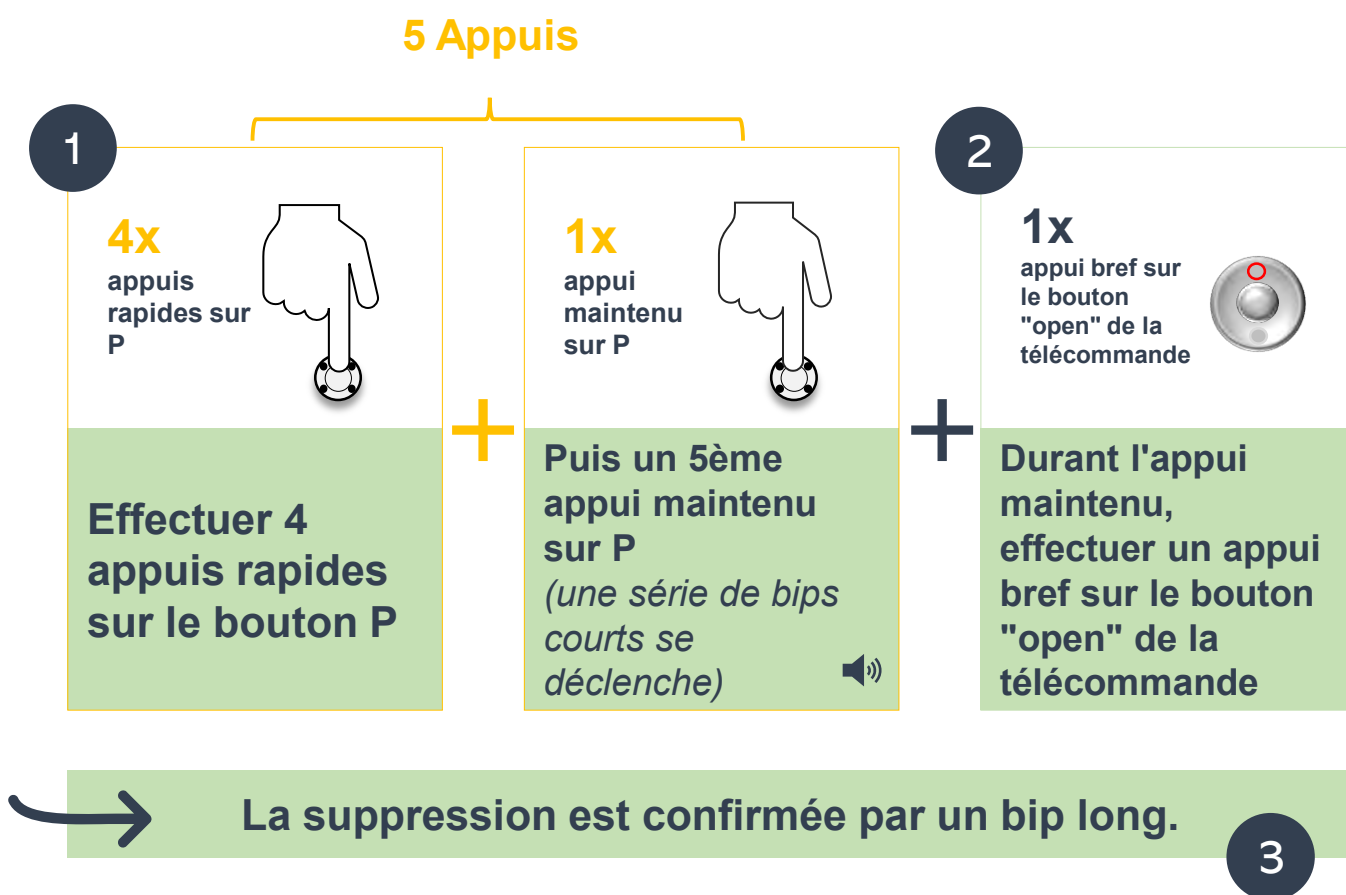 5 Appuis
1
4x
appuis
rapides sur
P
Effectuer 4
appuis rapides
sur le bouton P
1x
appui
maintenu
sur P
Puis un 5ème
appui maintenu
sur P
(une série de bips
courts se
déclenche)
2
1x
appui bref sur
le bouton
"open" de la
télécommande
Durant l'appui
maintenu,
effectuer un appui
bref sur le bouton
"open" de la
télécommande
La suppression est confirmée par un bip long.
3